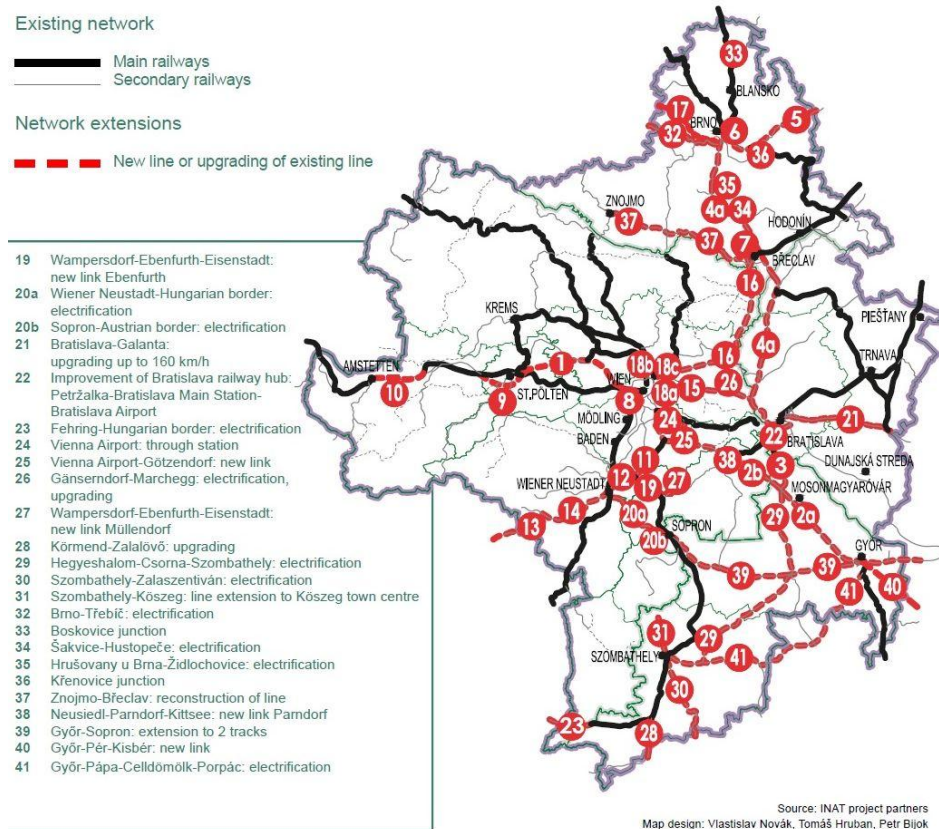 Existing network
Main railways
Secondary railways
Network extensions
New line or upgrading of existing line
19 Wampersdorf-Ebenfurth-Eisenstadt:
new link Ebenfurth
20a Wiener Neustadt-Hungarian border:
electrification
20b Sopron-Austrian border: electrification
21 Bratislava-Galanta:
upgrading up to 160 km/h
22 Improvement of Bratislava railway hub:
Petržalka-Bratislava Main Station-
Bratislava Airport
23 Fehring-Hungarian border: electrification
24 Vienna Airport: through station
25 Vienna Airport-Götzendorf: new link
26 Gänserndorf-Marchegg: electrification,
upgrading
27 Wampersdorf-Ebenfurth-Eisenstadt:
new link Müllendorf
28 Körmend-Zalalövő: upgrading
29 Hegyeshalom-Csorna-Szombathely: electrification
30 Szombathely-Zalaszentiván: electrification
31 Szombathely-Köszeg: line extension to Köszeg town centre
32 Brno-Třebíč: electrification
33 Boskovice junction
34 Šakvice-Hustopeče: electrification
35 Hrušovany u Brna-Židlochovice: electrification
36 Křenovice junction
37 Znojmo-Břeclav: reconstruction of line
38 Neusiedl-Parndorf-Kittsee: new link Parndorf
39 Győr-Sopron: extension to 2 tracks
40 Győr-Pér-Kisbér: new link
41 Győr-Pápa-Celldömölk-Porpác: electrification
33
BLANSKO
17
5
BRNO
6
32
36
35
ZNOJMO
4a
34
37
HODONÍN
37
7
BŘECLAV
16
KREMS
PIEŠŤANY
4a
AMSTETTEN
1
18b
18c
16
TRNAVA
WIEN
10
9
ST.PÖLTEN
8
18a
15
26
MÖDLING
24
21
BADEN
25
22
BRATISLAVA
11
38
2b
3
DUNAJSKÁ STREDA
WIENER NEUSTADT
12
19
27
MOSONMAGYARÓVÁR
13
14
20a
29
2a
SOPRON
20b
GYŐR
39
39
41
40
31
29
SZOMBATHELY
41
30
23
28
Source: INAT project partners
Map design: Vlastislav Novák, Tomáš Hruban, Petr Bijok